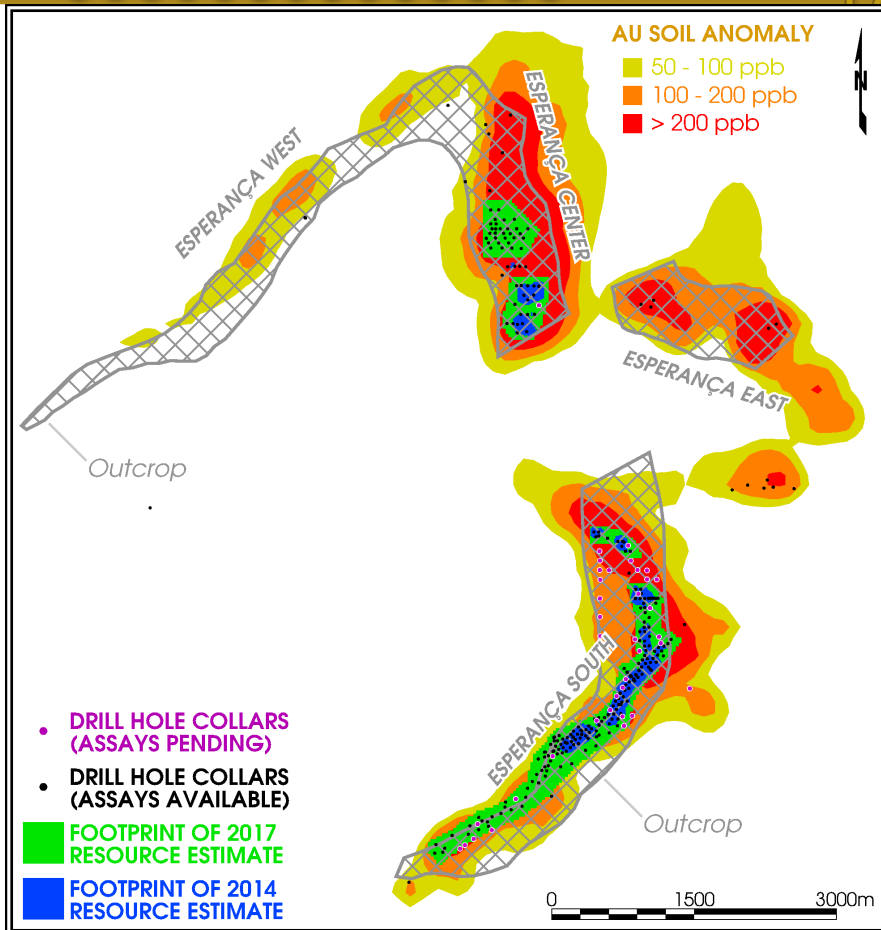 AU SOIL ANOMALY
50 - 100 ppb
100 - 200 ppb
> 200 ppb
N
ESPERANÇA WEST
ESPERANÇA CENTER
ESPERANÇA EAST
Outcrop
ESPERANÇA SOUTH
Outcrop
DRILL HOLE COLLARS
(ASSAYS PENDING)
DRILL HOLE COLLARS
(ASSAYS AVAILABLE)
FOOTPRINT OF 2017
RESOURCE ESTIMATE
FOOTPRINT OF 2014
RESOURCE ESTIMATE
0 1500 3000m